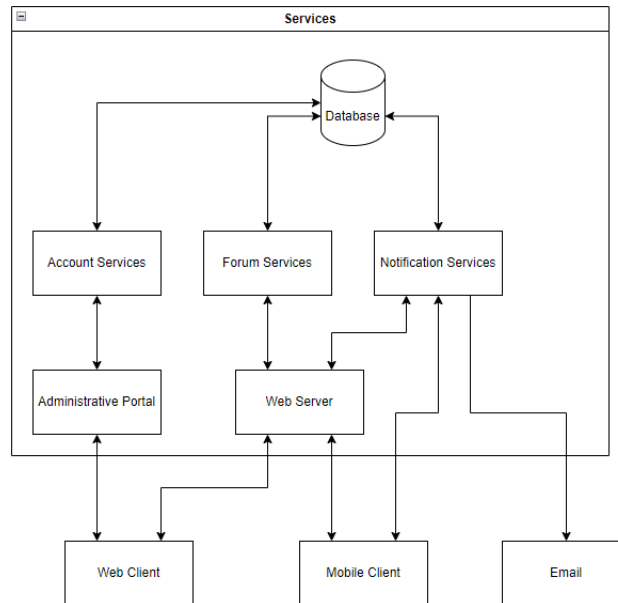 Services
Database
Account Services
Forum Services
Notification Services
Administrative Portal
Web Server
Web Client
Mobile Client
Email